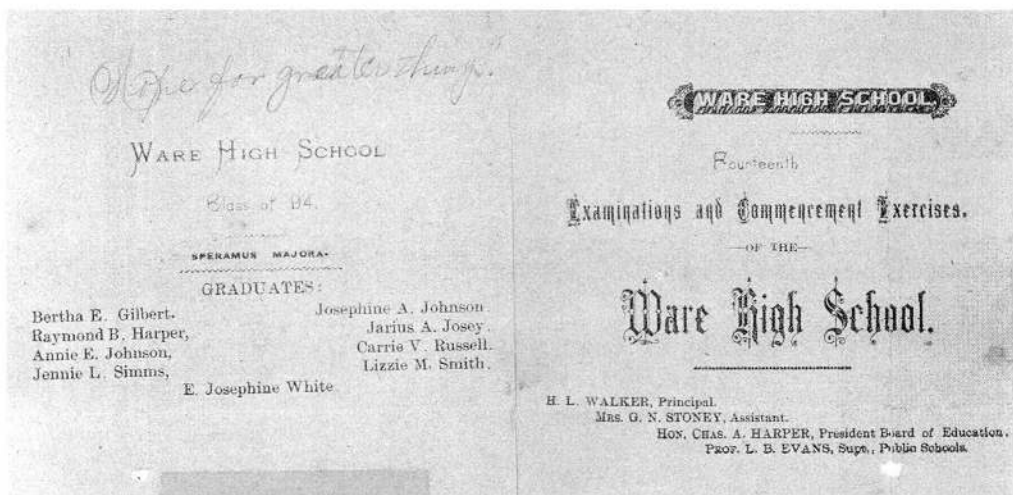 "Hope for greater things."
WARE HIGH SCHOOL
Class of 94.
SPERAMUS MAJORA.
GRADUATES:
Bertha E. Gilbert.
Raymond B. Harper,
Annie E. Johnson,
Jennie L. Simms,
Josephine A. Johnson.
Jarius A. Josey.
Carrie V. Russell.
Lizzie M. Smith.
E. Josephine White.
WARE HIGH SCHOOL.
Fourteenth
Examinations and Commencement Exercises.
—OF THE—
Ware High School.
H. L. WALKER, Principal.
MRS. G. N. STONEY, Assistant.
HON. CHAS. A. HARPER, President Board of Education.
PROF. L. B. EVANS, Supt., Public Schools.